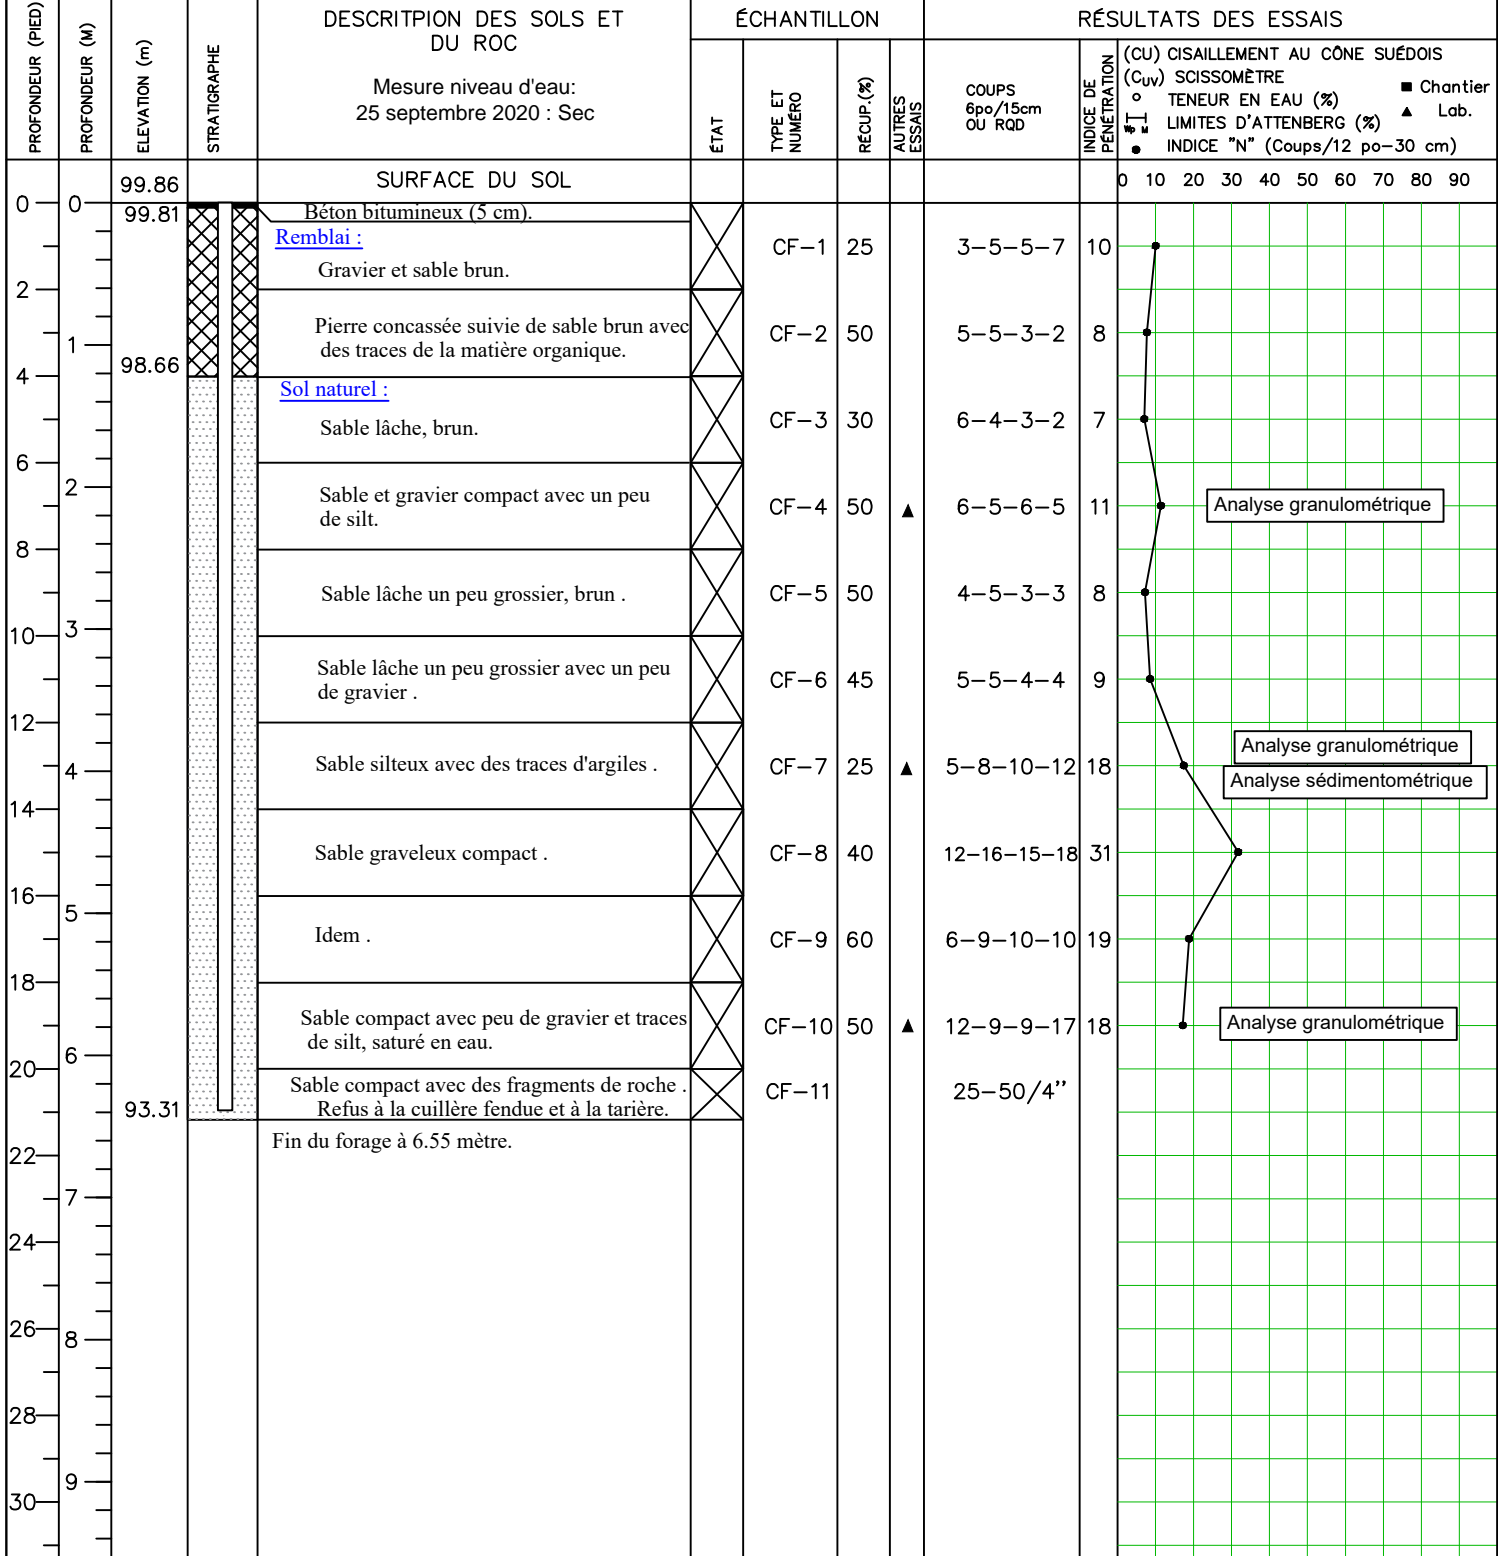 PROFONDEUR (PIED)
PROFONDEUR (M)
ELEVATION (m)
STRATIGRAPHE
DESCRITPION DES SOLS ET
DU ROC
Mesure niveau d'eau:
25 septembre 2020 : Sec
ÉCHANTILLON
ÉTAT
TYPE ET
NUMÉRO
RÉCUP.(%)
AUTRES
ESSAIS
RÉSULTATS DES ESSAIS
COUPS
6po/15cm
OU RQD
INDICE DE
PÉNÉTRATION
(CU) CISAILLEMENT AU CÔNE SUÉDOIS
(CUV) SCISSOMÈTRE
■ Chantier
○ TENEUR EN EAU (%)
▲ Lab.
Wp LIMITES D'ATTENBERG (%)
● INDICE "N" (Coups/12 po-30 cm)
99.86 SURFACE DU SOL 0 10 20 30 40 50 60 70 80 90
0 0 99.81 Béton bitumineux (5 cm).
Remblai :
CF-1 25 3-5-5-7 10
Gravier et sable brun.
2
Pierre concassée suivie de sable brun avec
des traces de la matière organique.
CF-2 50 5-5-3-2 8
1
98.66
4
Sol naturel :
Sable lâche, brun.
CF-3 30 6-4-3-2 7
6
2
Sable et gravier compact avec un peu
de silt.
CF-4 50 ▲ 6-5-6-5 11 Analyse granulométrique
8
Sable lâche un peu grossier, brun .
CF-5 50 4-5-3-3 8
10 3
Sable lâche un peu grossier avec un peu
de gravier .
CF-6 45 5-5-4-4 9
12
Analyse granulométrique
Sable silteux avec des traces d'argiles .
CF-7 25 ▲ 5-8-10-12 18
4
Analyse sédimentométrique
14
Sable graveleux compact .
CF-8 40 12-16-15-18 31
16
5
Idem .
CF-9 60 6-9-10-10 19
18
Sable compact avec peu de gravier et traces
de silt, saturé en eau.
CF-10 50 ▲ 12-9-9-17 18 Analyse granulométrique
6
20
Sable compact avec des fragments de roche .
Refus à la cuillère fendue et à la tarière.
CF-11 25-50/4''
93.31
Fin du forage à 6.55 mètre.
22
7
24
26
8
28
9
30